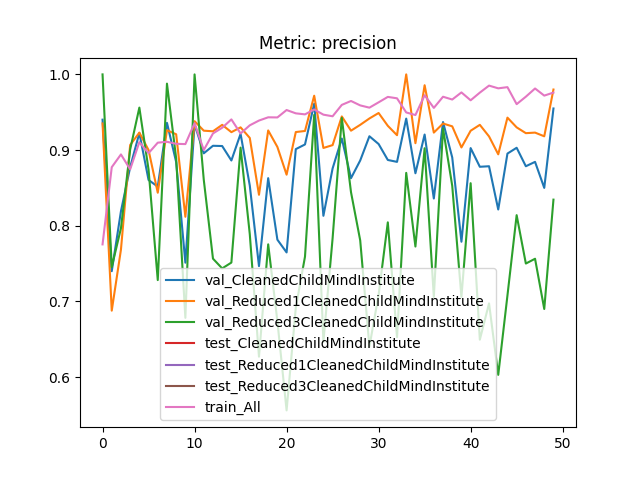 Metric: precision
1.0
0.9
0.8
0.7
0.6
val_CleanedChildMindInstitute
val_Reduced1CleanedChildMindInstitute
val_Reduced3CleanedChildMindInstitute
test_CleanedChildMindInstitute
test_Reduced1CleanedChildMindInstitute
test_Reduced3CleanedChildMindInstitute
train_All
0 10 20 30 40 50